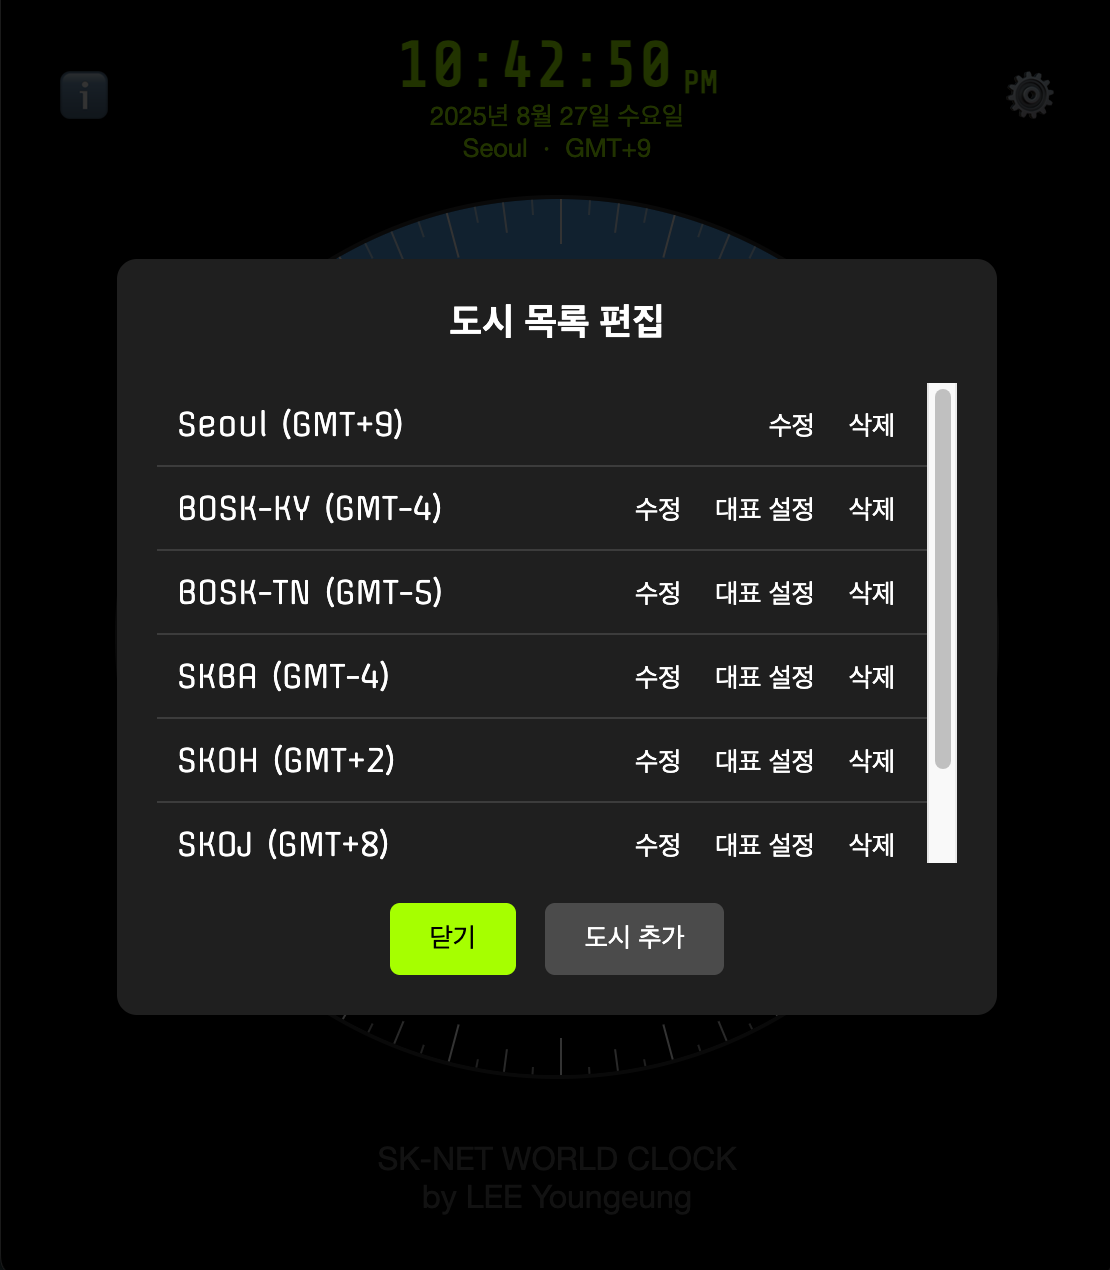 10:42:50 PM
2025년 8월 27일 수요일
Seoul · GMT+9
도시 목록 편집
Seoul (GMT+9) 수정 삭제
BOSK-KY (GMT-4) 수정 대표 설정 삭제
BOSK-TN (GMT-5) 수정 대표 설정 삭제
SKBA (GMT-4) 수정 대표 설정 삭제
SKOH (GMT+2) 수정 대표 설정 삭제
SKOJ (GMT+8) 수정 대표 설정 삭제
닫기 도시 추가
SK-NET WORLD CLOCK
by LEE Youngeung